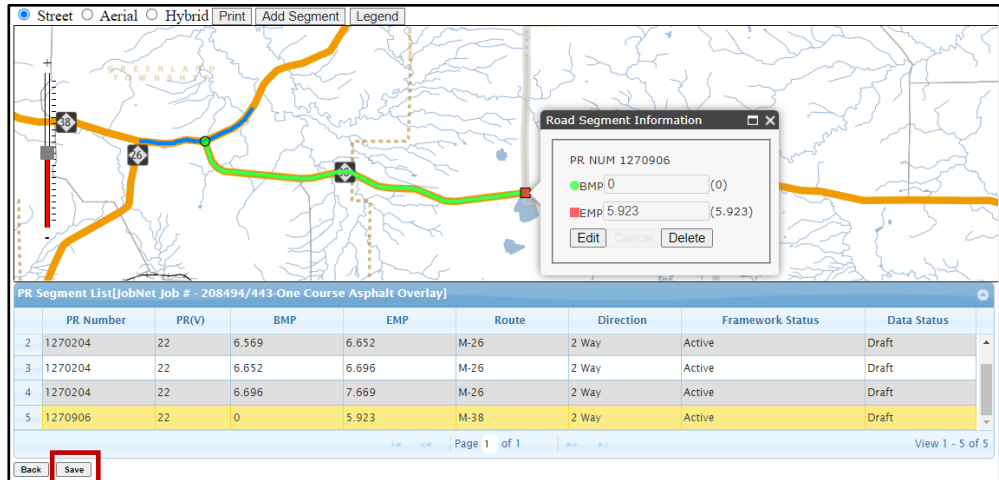 Street Aerial Hybrid Print Add Segment Legend
GREENLAND
TOWNSHIP
38
26
38
Road Segment Information
PR NUM 1270906
BMP 0 (0)
EMP 5.923 (5.923)
Edit Cancel Delete
PR Segment List[JobNet Job # - 208494/443-One Course Asphalt Overlay]
PR Number PR(V) BMP EMP Route Direction Framework Status Data Status
2 1270204 22 6.569 6.652 M-26 2 Way Active Draft
3 1270204 22 6.652 6.696 M-26 2 Way Active Draft
4 1270204 22 6.696 7.669 M-26 2 Way Active Draft
5 1270906 22 0 5.923 M-38 2 Way Active Draft
Page 1 of 1 View 1 - 5 of 5
Back Save